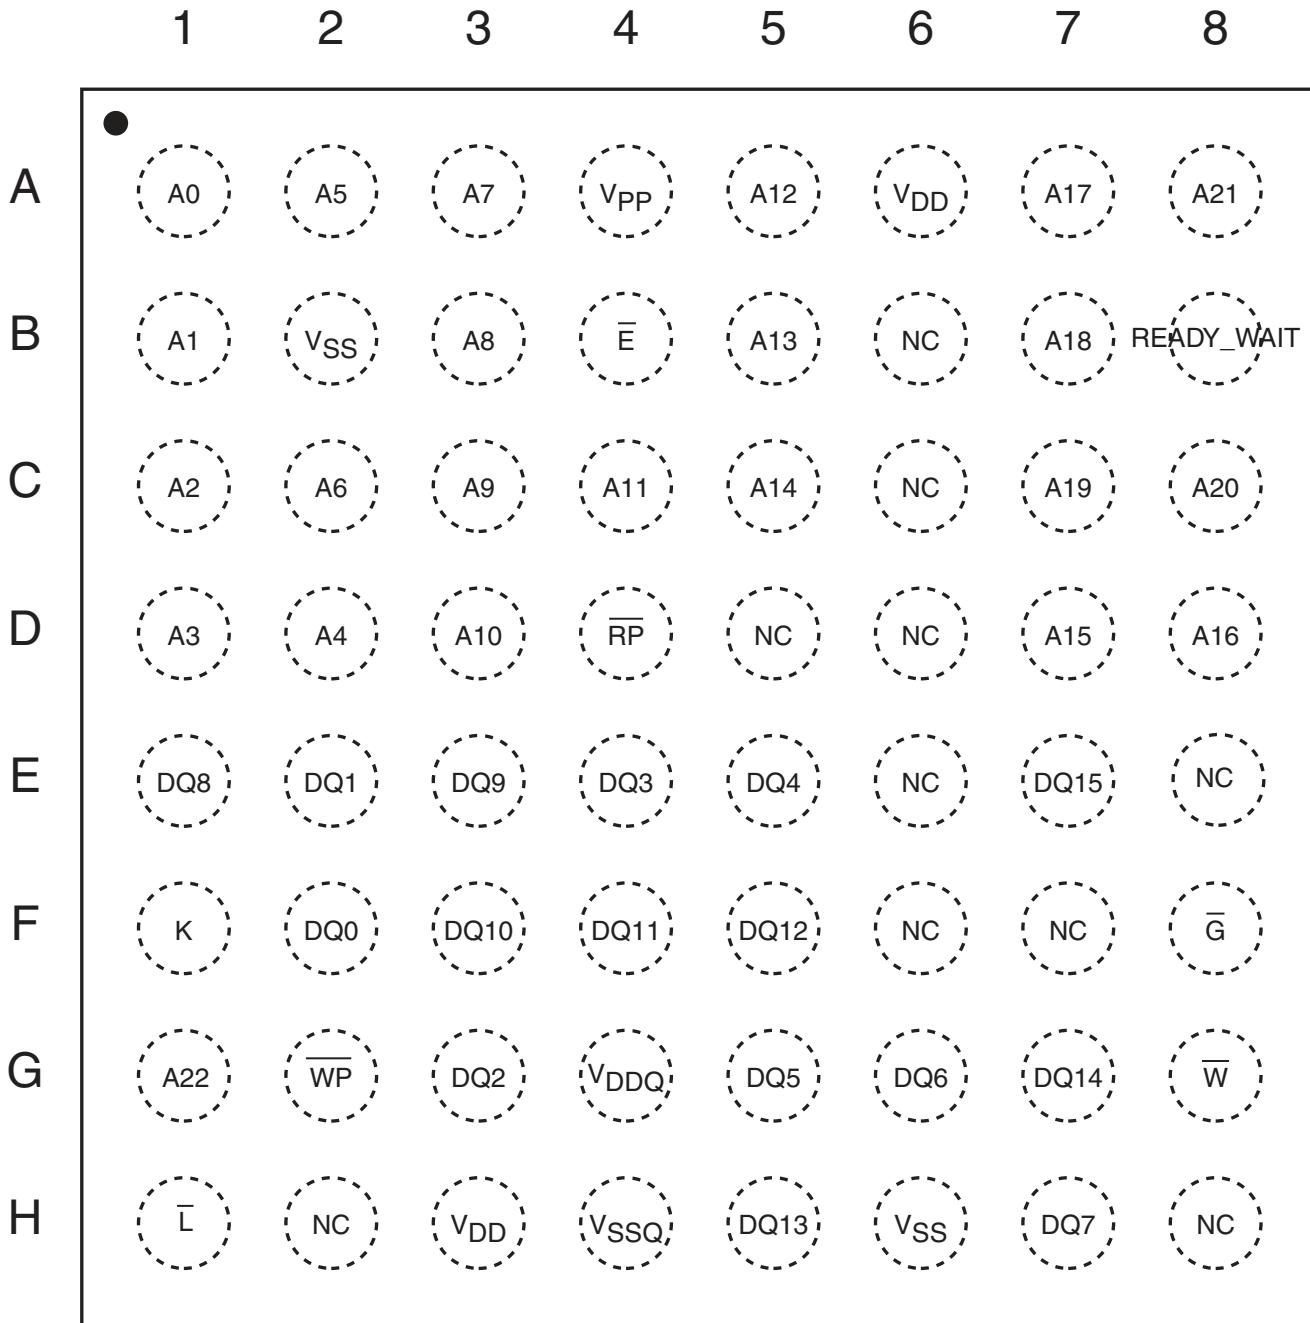 1 2 3 4 5 6 7 8
A A0 A5 A7 VPP A12 VDD A17 A21
B A1 VSS A8 E̅ A13 NC A18 READY_WAIT
C A2 A6 A9 A11 A14 NC A19 A20
D A3 A4 A10 R̅P̅ NC NC A15 A16
E DQ8 DQ1 DQ9 DQ3 DQ4 NC DQ15 NC
F K DQ0 DQ10 DQ11 DQ12 NC NC G̅
G A22 W̅P̅ DQ2 VDDQ DQ5 DQ6 DQ14 W̅
H L̅ NC VDD VSSQ DQ13 VSS DQ7 NC